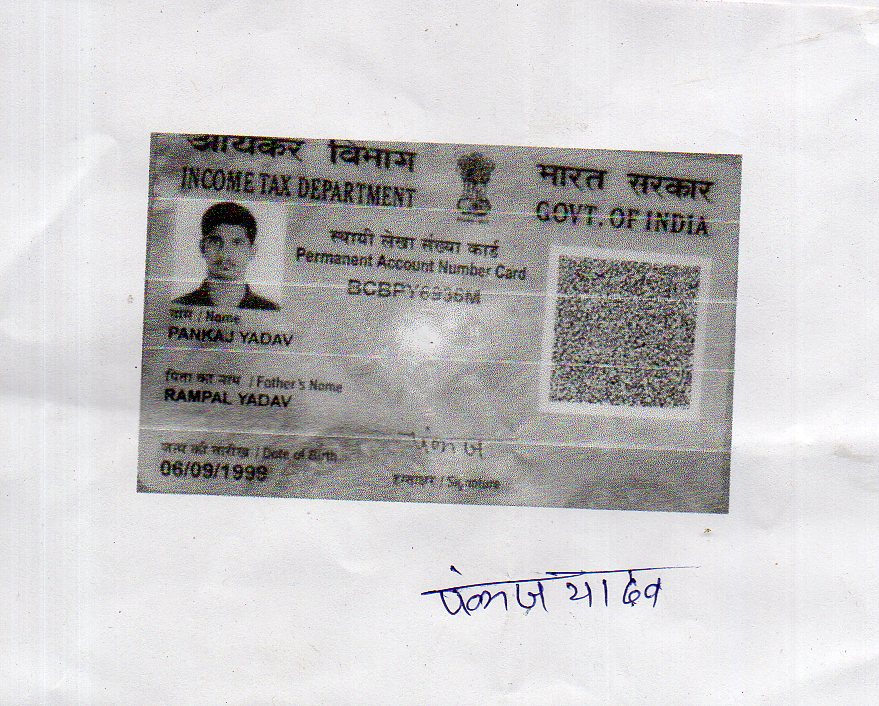 आयकर विभाग
INCOME TAX DEPARTMENT
भारत सरकार
GOVT. OF INDIA
स्थायी लेखा संख्या कार्ड
Permanent Account Number Card
नाम / Name
PANKAJ YADAV
पिता का नाम / Father's Name
RAMPAL YADAV
जन्म की तारीख / Date of Birth
06/09/1999
पंकज
हस्ताक्षर / Signature
पंकज यादव